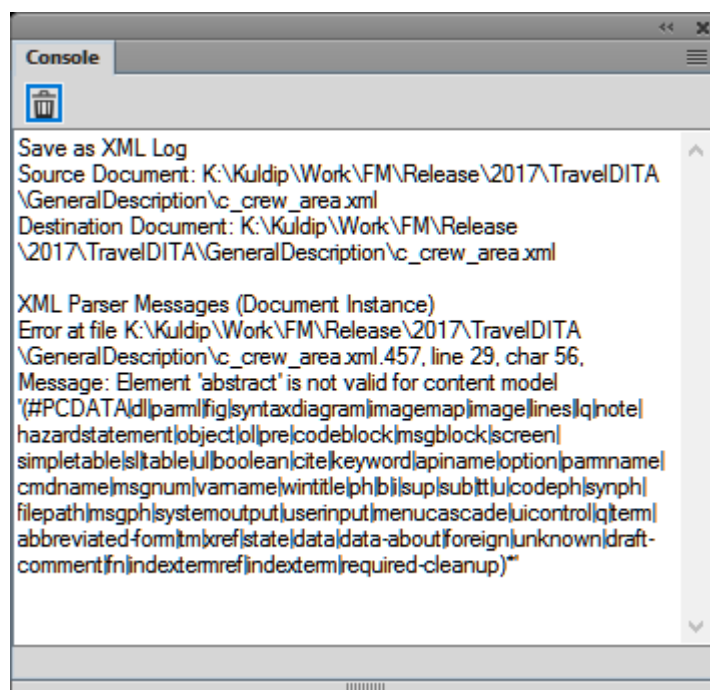 Console
Save as XML Log
Source Document: K:\Kuldip\Work\FM\Release\2017\TravelDITA
\GeneralDescription\c_crew_area.xml
Destination Document: K:\Kuldip\Work\FM\Release
\2017\TravelDITA\GeneralDescription\c_crew_area.xml
XML Parser Messages (Document Instance)
Error at file K:\Kuldip\Work\FM\Release\2017\TravelDITA
\GeneralDescription\c_crew_area.xml.457, line 29, char 56,
Message: Element 'abstract' is not valid for content model
'(#PCDATA|dl|parml|fig|syntaxdiagram|imagemap|image|lines|lq|note|
hazardstatement|object|ol|pre|codeblock|msgblock|screen|
simpletable|sl|table|ul|boolean|cite|keyword|apiname|option|parmname|
cmdname|msgnum|varname|wintitle|ph|b|i|sup|sub|tt|u|codeph|synph|
filepath|msgph|systemoutput|userinput|menucascade|uicontrol|q|term|
abbreviated-form|tm|xref|state|data|data-about|foreign|unknown|draft-
comment|fn|indextermref|indexterm|required-cleanup)*'